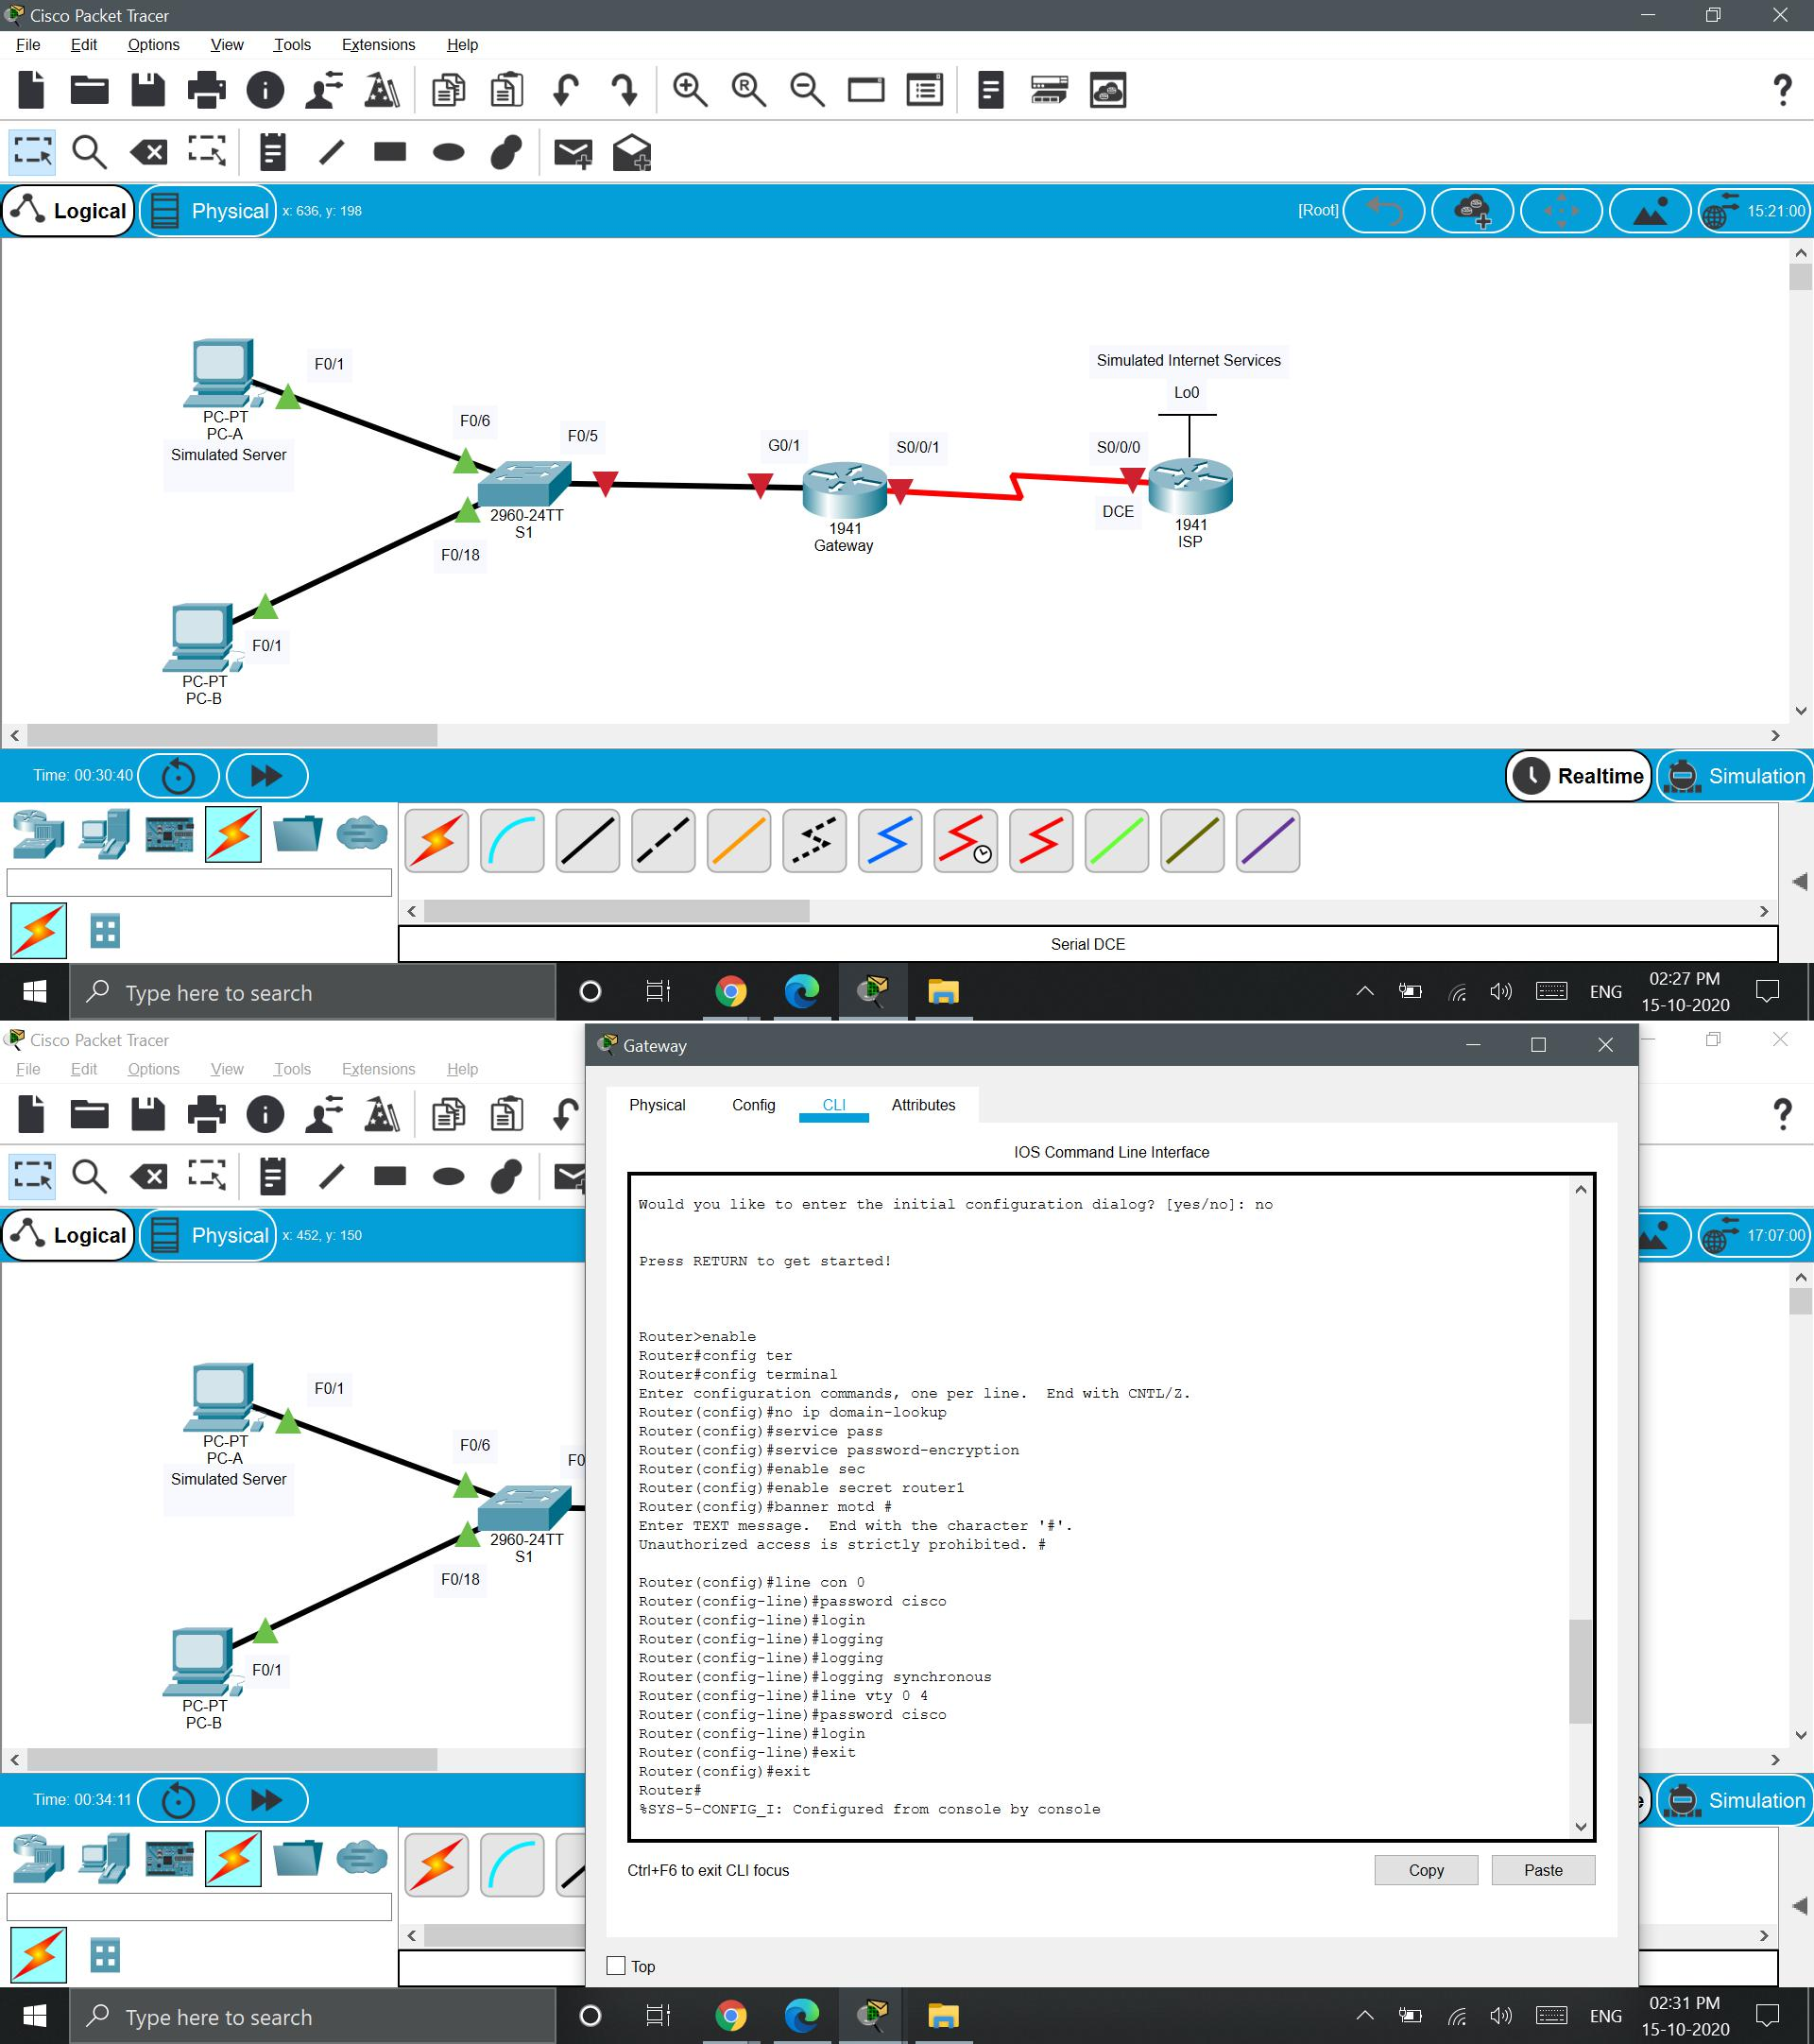 Cisco Packet Tracer
File Edit Options View Tools Extensions Help
Logical Physical x: 636, y: 198 [Root] 15:21:00
Simulated Internet Services
Lo0
F0/1
PC-PT
PC-A
Simulated Server
F0/6
F0/5
G0/1
S0/0/1
S0/0/0
DCE
2960-24TT
S1
1941
Gateway
1941
ISP
F0/18
F0/1
PC-PT
PC-B
Time: 00:30:40 Realtime Simulation
Serial DCE
Type here to search ENG 02:27 PM
15-10-2020
Cisco Packet Tracer
File Edit Options View Tools Extensions Help
Logical Physical x: 452, y: 150 17:07:00
F0/1
PC-PT
PC-A
Simulated Server
F0/6
F0
2960-24TT
S1
F0/18
F0/1
PC-PT
PC-B
Time: 00:34:11 e Simulation
Gateway
Physical Config CLI Attributes
IOS Command Line Interface
Would you like to enter the initial configuration dialog? [yes/no]: no
Press RETURN to get started!
Router>enable
Router#config ter
Router#config terminal
Enter configuration commands, one per line.  End with CNTL/Z.
Router(config)#no ip domain-lookup
Router(config)#service pass
Router(config)#service password-encryption
Router(config)#enable sec
Router(config)#enable secret router1
Router(config)#banner motd #
Enter TEXT message.  End with the character '#'.
Unauthorized access is strictly prohibited. #
Router(config)#line con 0
Router(config-line)#password cisco
Router(config-line)#login
Router(config-line)#logging
Router(config-line)#logging
Router(config-line)#logging synchronous
Router(config-line)#line vty 0 4
Router(config-line)#password cisco
Router(config-line)#login
Router(config-line)#exit
Router(config)#exit
Router#
%SYS-5-CONFIG_I: Configured from console by console
Ctrl+F6 to exit CLI focus Copy Paste
Top
Type here to search ENG 02:31 PM
15-10-2020